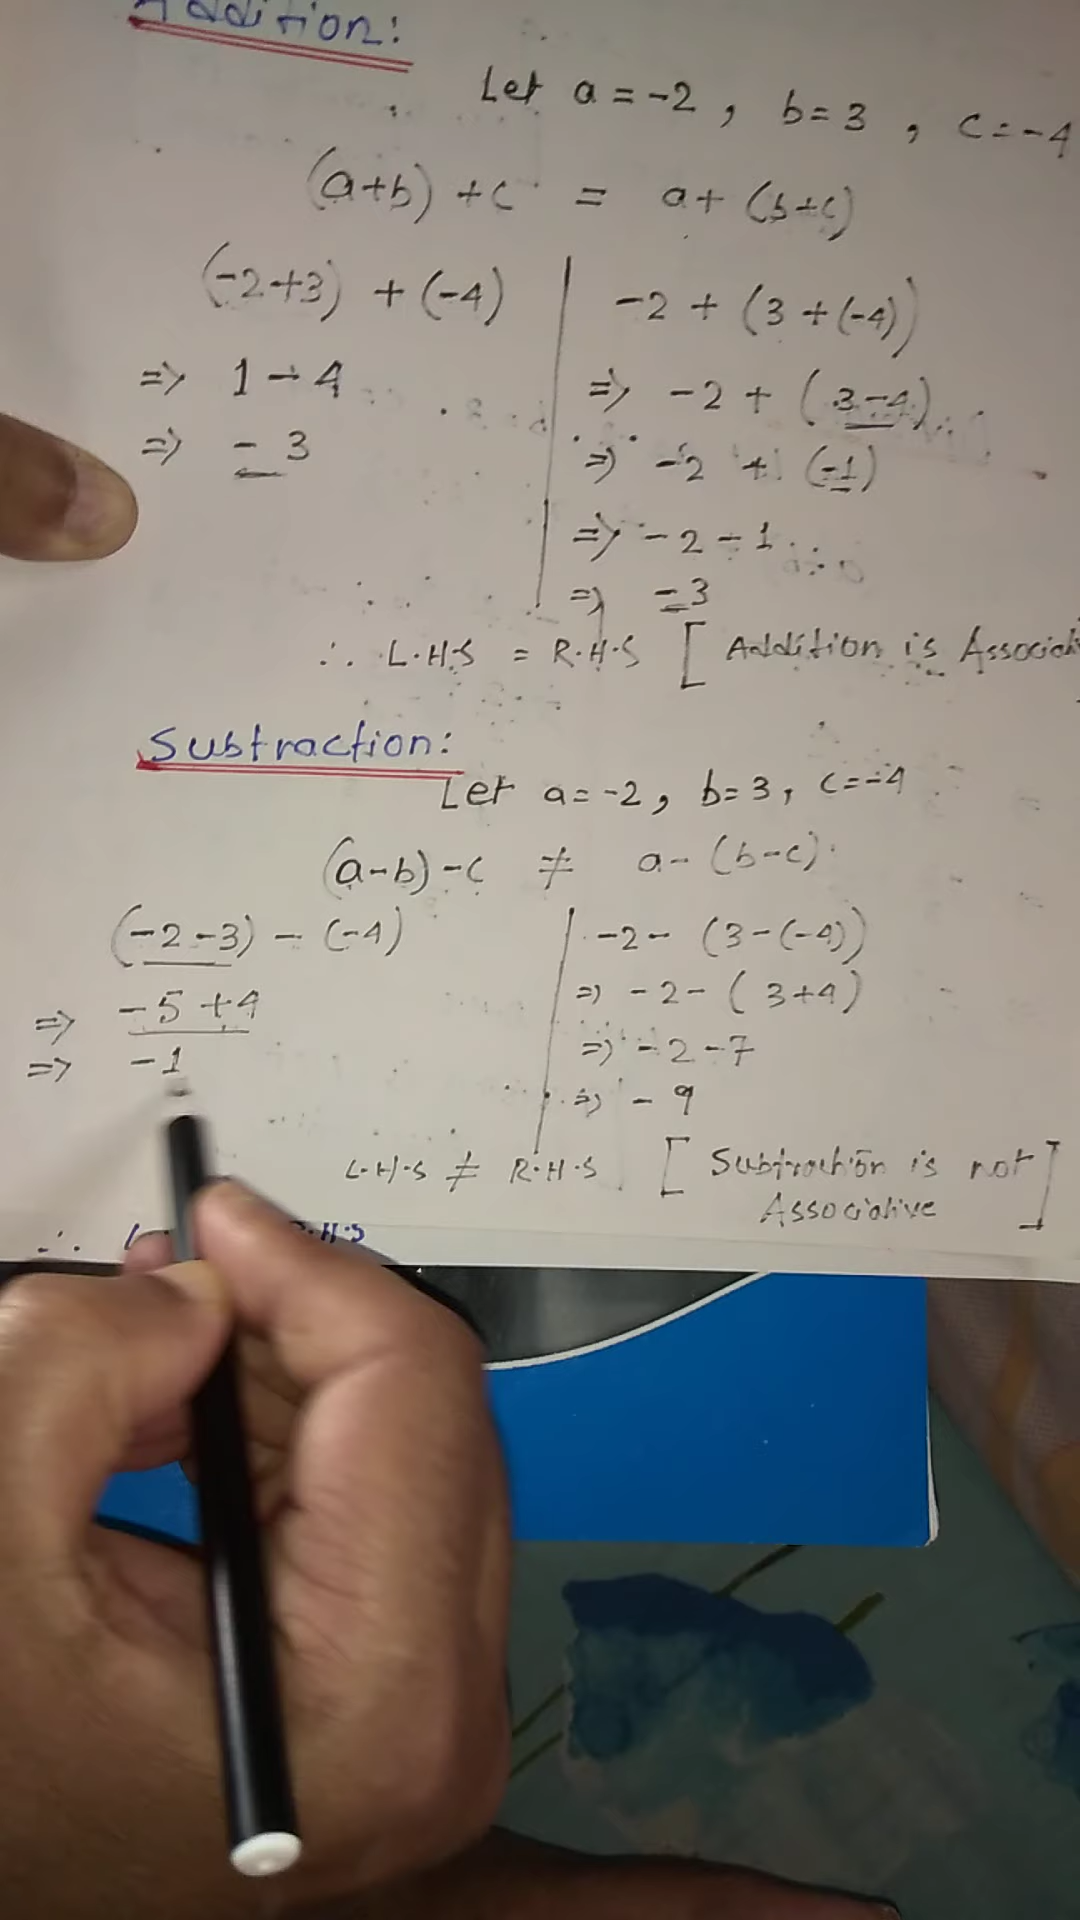 Addition:
Let a = -2 , b = 3 , c = -4
(a+b) + c = a + (b+c)
(-2+3) + (-4)
⇒ 1 - 4
⇒ - 3
-2 + (3 + (-4))
⇒ -2 + (3-4)
⇒ -2 + (-1)
⇒ -2 - 1
⇒ -3
∴ L.H.S = R.H.S [ Addition is
Subtraction:
Let a = -2, b = 3, c = -4
(a-b) - c ≠ a - (b-c)
(-2-3) - (-4)
⇒ -5 + 4
⇒ -1
-2 - (3-(-4))
⇒ -2 - (3+4)
⇒ -2 - 7
⇒ - 9
L.H.S ≠ R.H.S [ Subtraction is not
Associative ]
∴